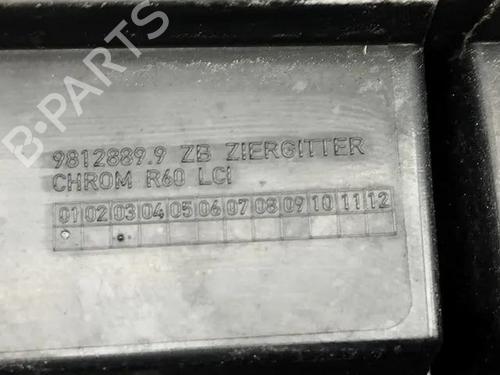 B-PARTS
9812889.9 ZB ZIERGITTER
CHROM R60 LCI
01 02 03 04 05 06 07 08 09 10 11 12